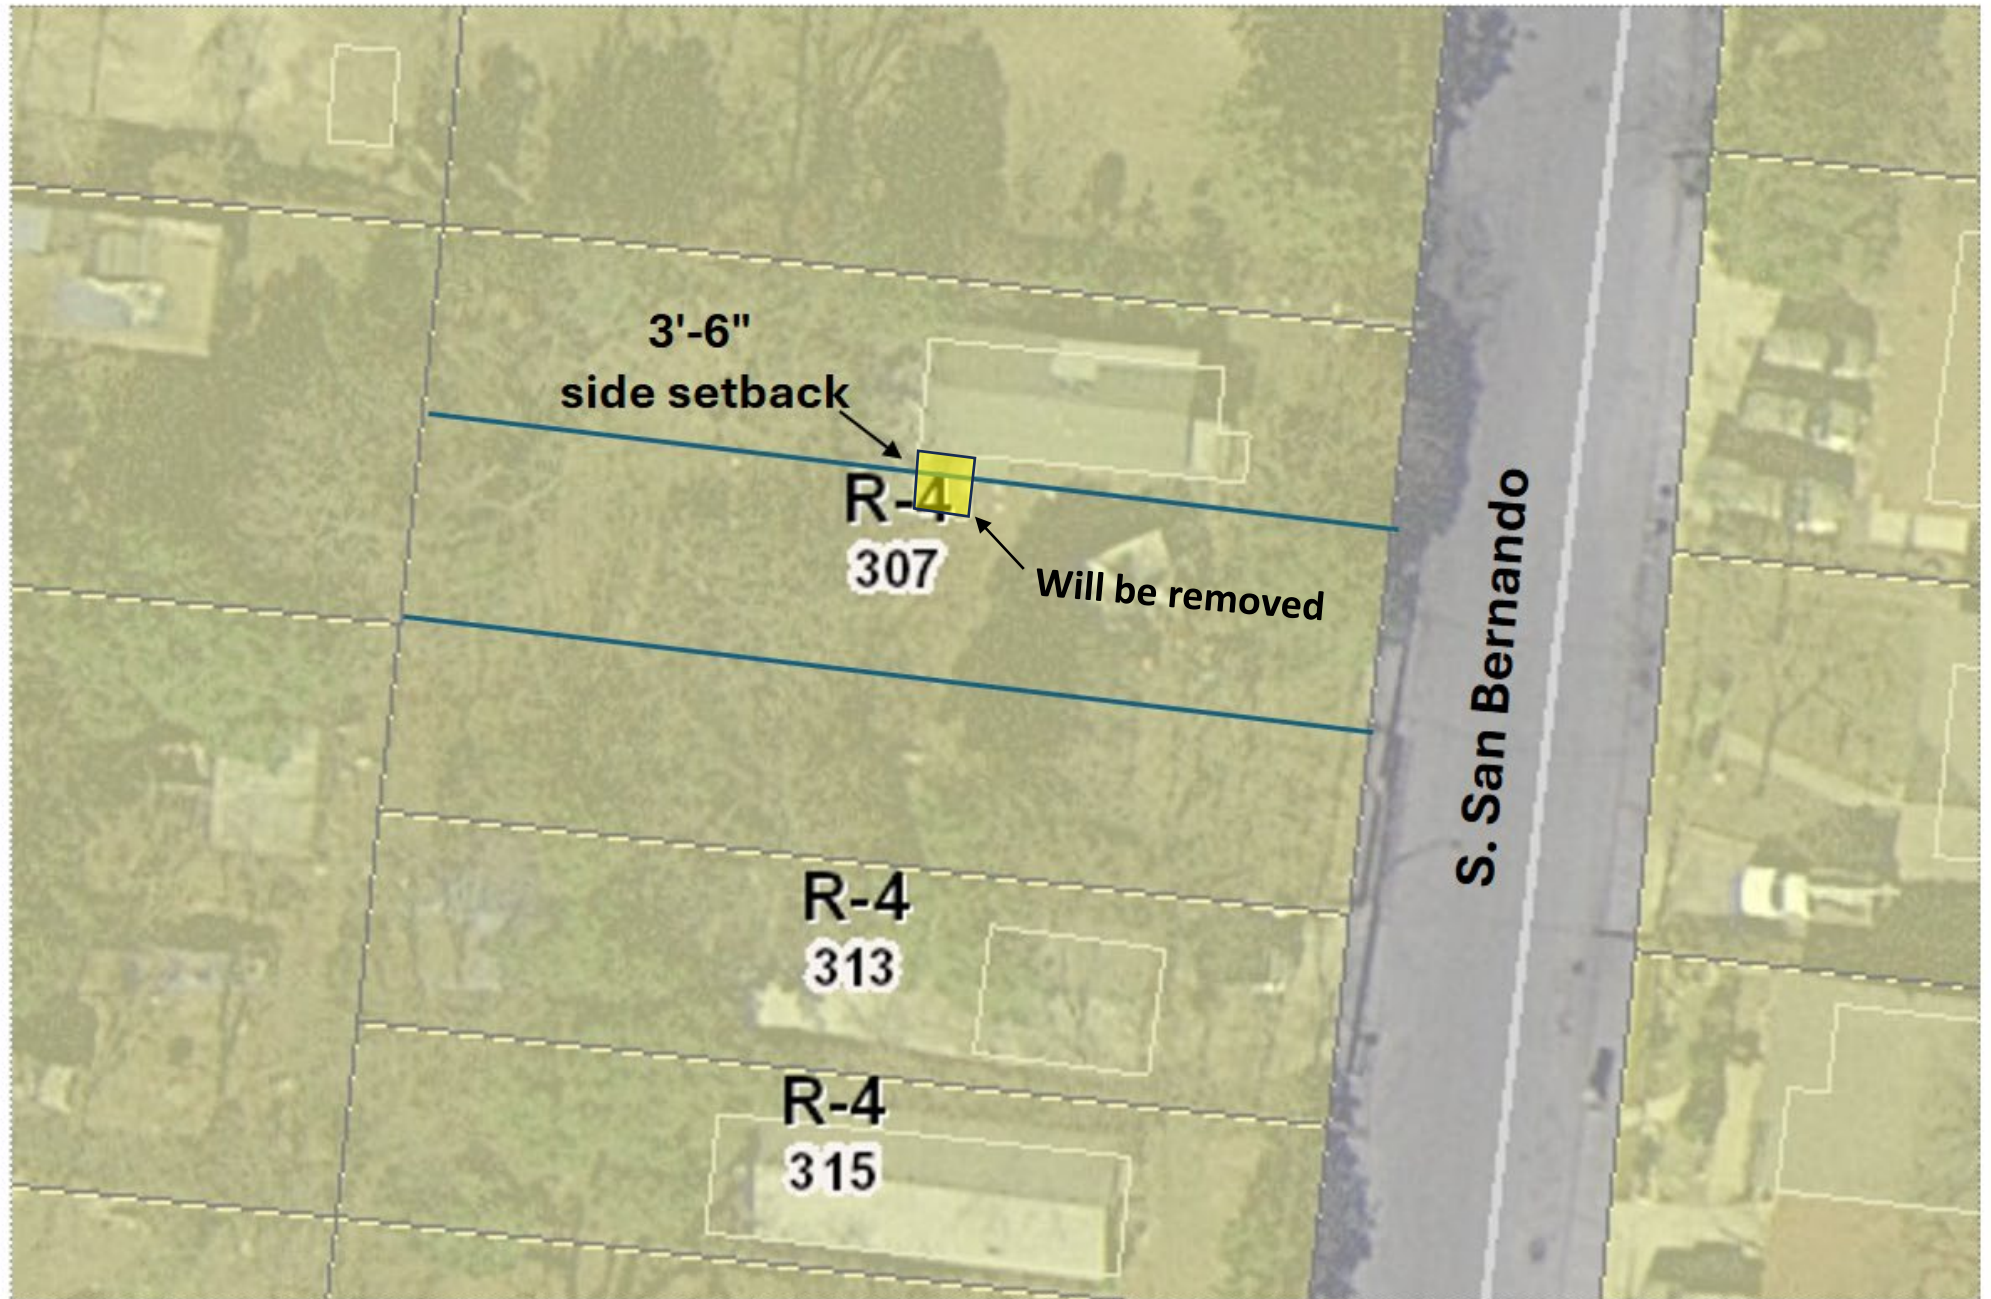 3'-6"
side setback
R-4
307
Will be removed
S. San Bernando
R-4
313
R-4
315